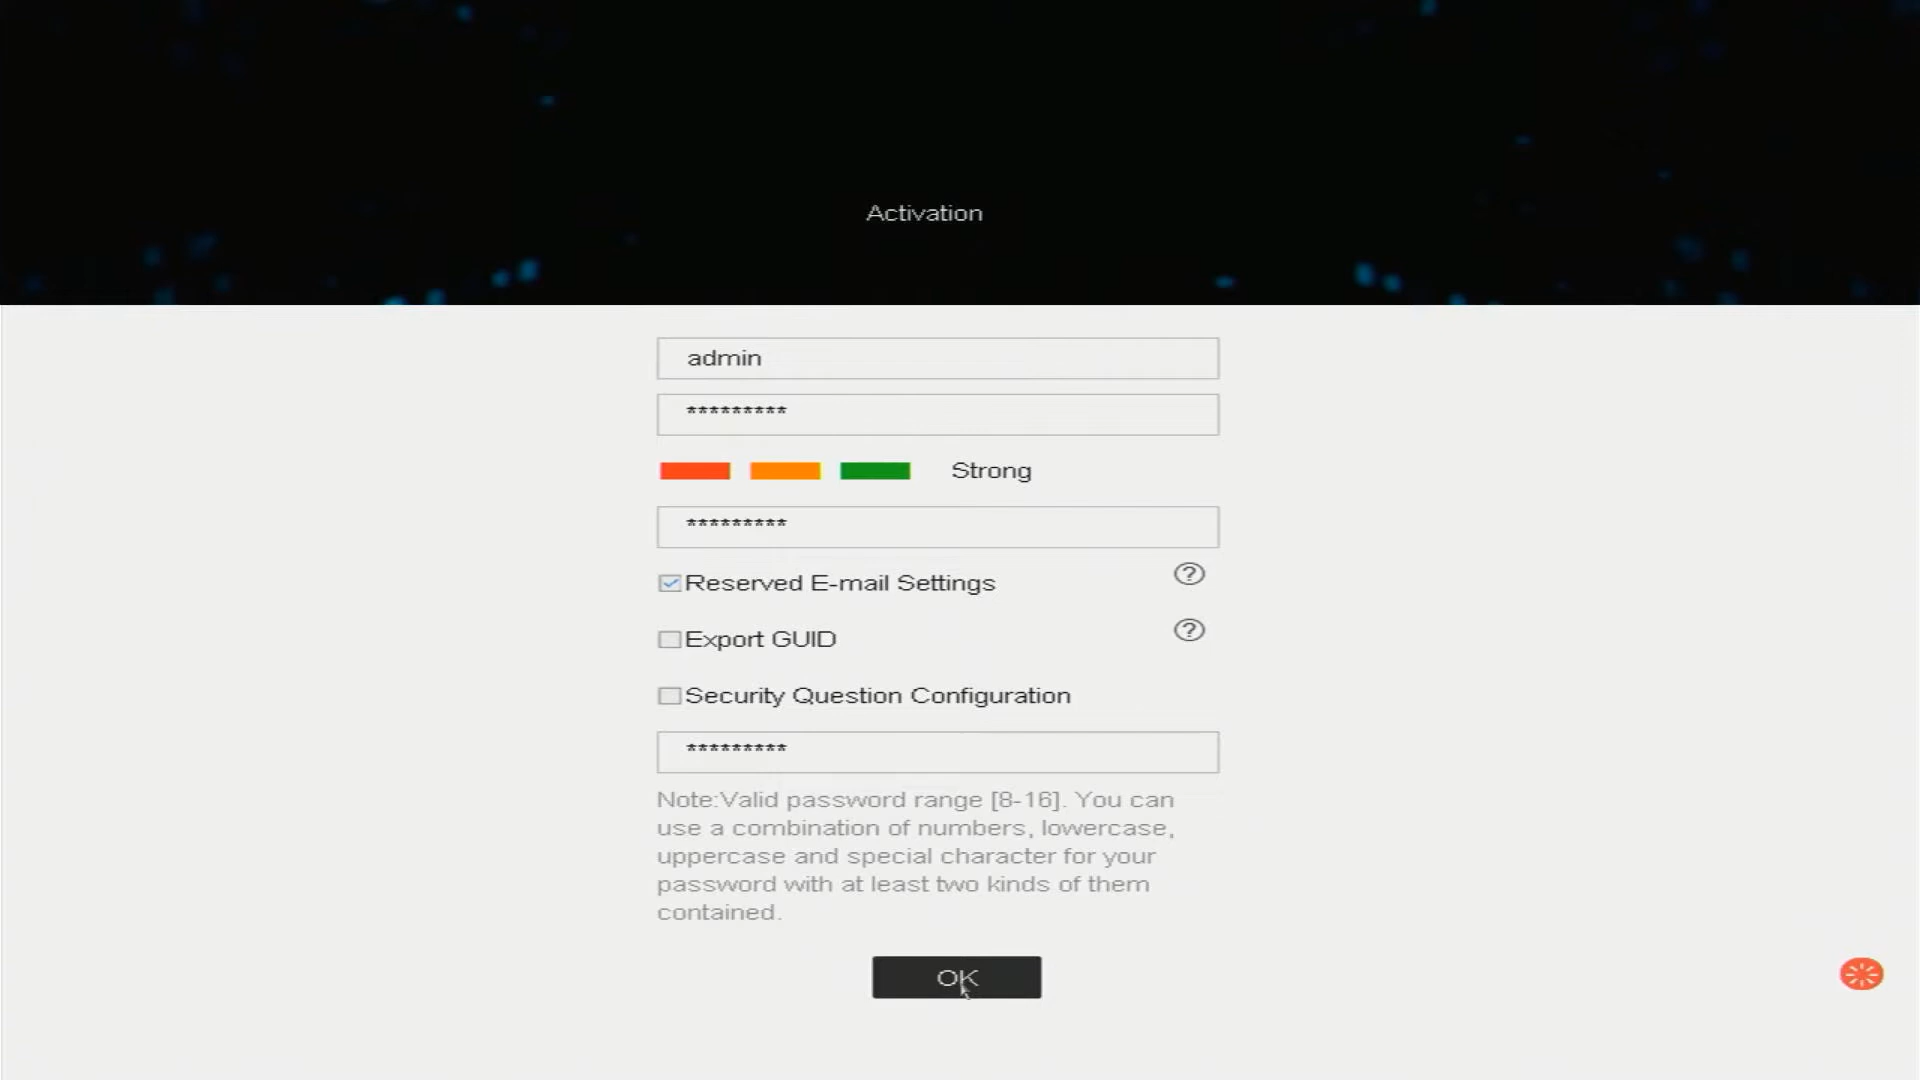 Activation
admin
*********
Strong
*********
Reserved E-mail Settings
Export GUID
Security Question Configuration
*********
Note:Valid password range [8-16]. You can
use a combination of numbers, lowercase,
uppercase and special character for your
password with at least two kinds of them
contained.
OK